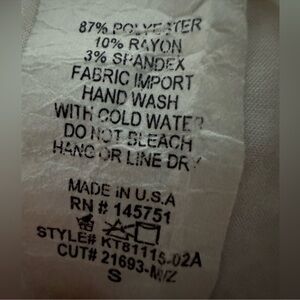 87% POLYESTER
10% RAYON
3% SPANDEX
FABRIC IMPORT
HAND WASH
WITH COLD WATER
DO NOT BLEACH
HANG OR LINE DRY
MADE IN U.S.A
RN # 145751
STYLE# KT81115-02A
CUT# 21693-M/Z
S